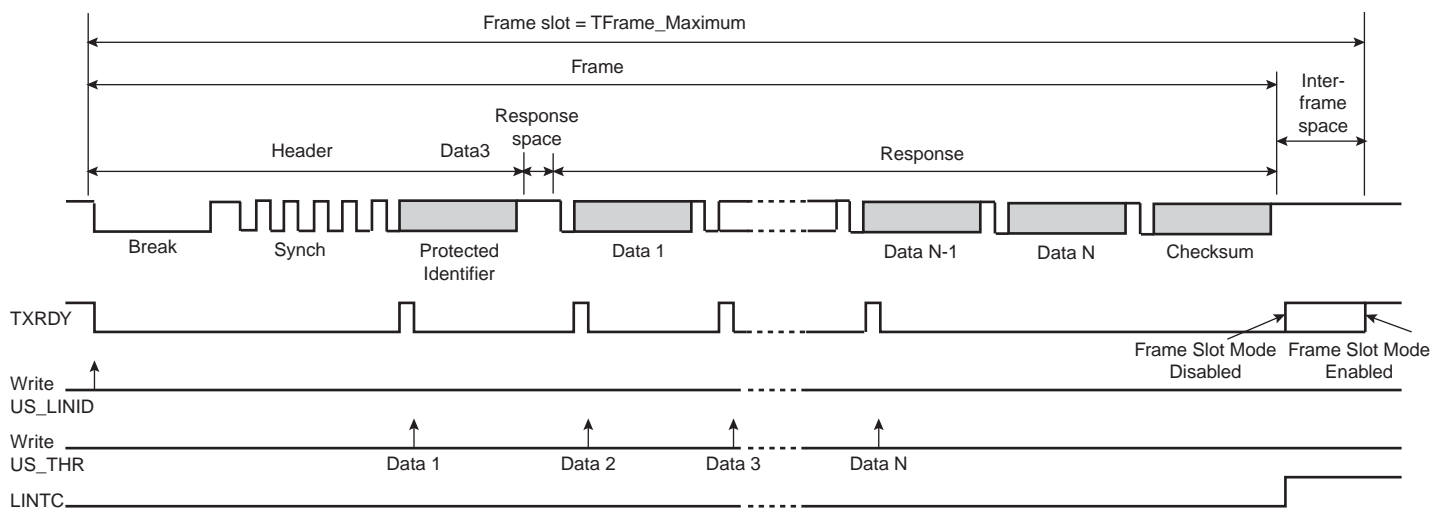 Frame slot = TFrame_Maximum
Frame
Inter-
frame
space
Response
space
Header
Data3
Response
Break
Synch
Protected
Identifier
Data 1
Data N-1
Data N
Checksum
TXRDY
Frame Slot Mode
Disabled
Frame Slot Mode
Enabled
Write
US_LINID
Write
US_THR
Data 1
Data 2
Data 3
Data N
LINTC